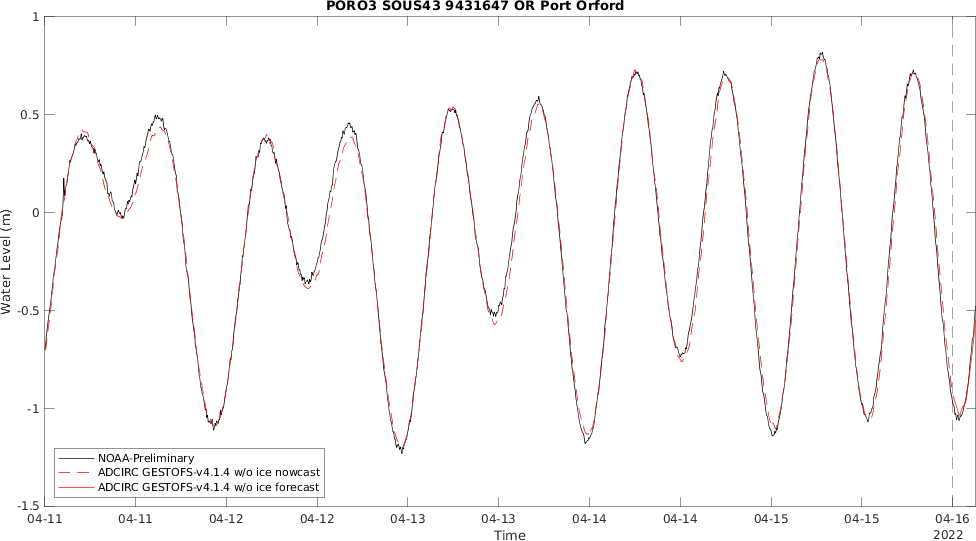 PORO3 SOUS43 9431647 OR Port Orford
1
0.5
0
-0.5
-1
-1.5
Water Level (m)
NOAA-Preliminary
ADCIRC GESTOFS-v4.1.4 w/o ice nowcast
ADCIRC GESTOFS-v4.1.4 w/o ice forecast
04-11 04-11 04-12 04-12 04-13 04-13 04-14 04-14 04-15 04-15 04-16
Time
2022